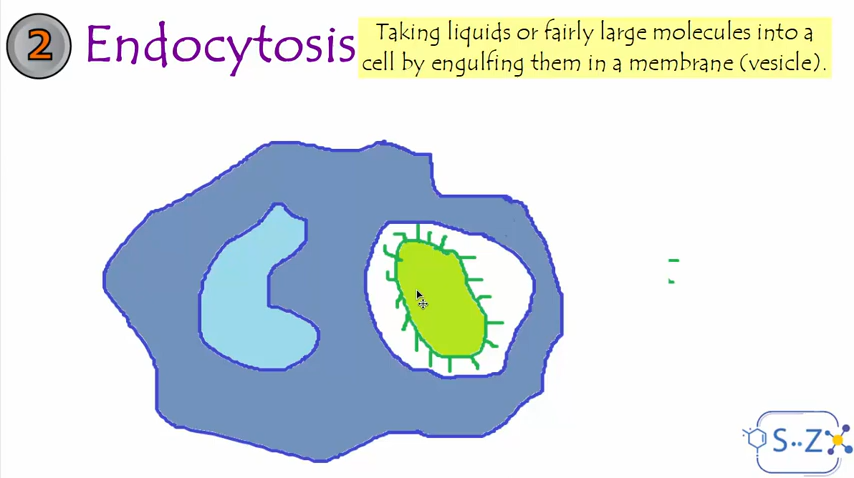 2 Endocytosis
Taking liquids or fairly large molecules into a
cell by engulfing them in a membrane (vesicle).
S··Z